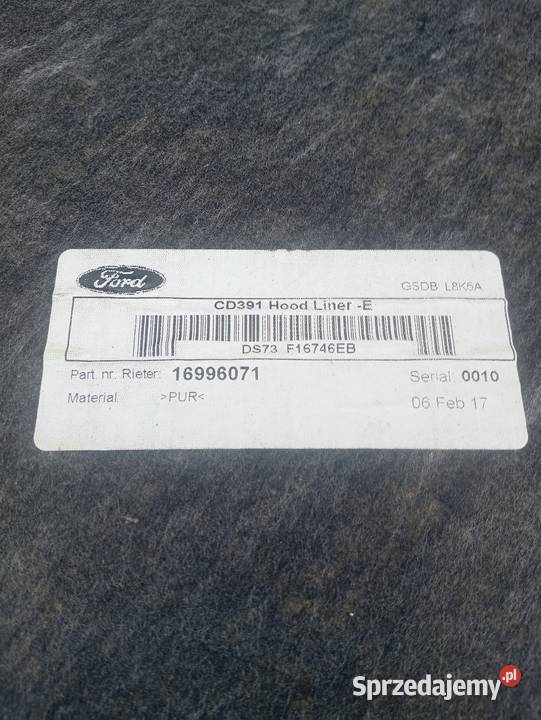 Ford
GSDB L8K5A
CD391 Hood Liner -E
DS73 F16746EB
Part. nr. Rieter: 16996071
Serial: 0010
Material. >PUR<
06 Feb 17
Sprzedajemy.pl